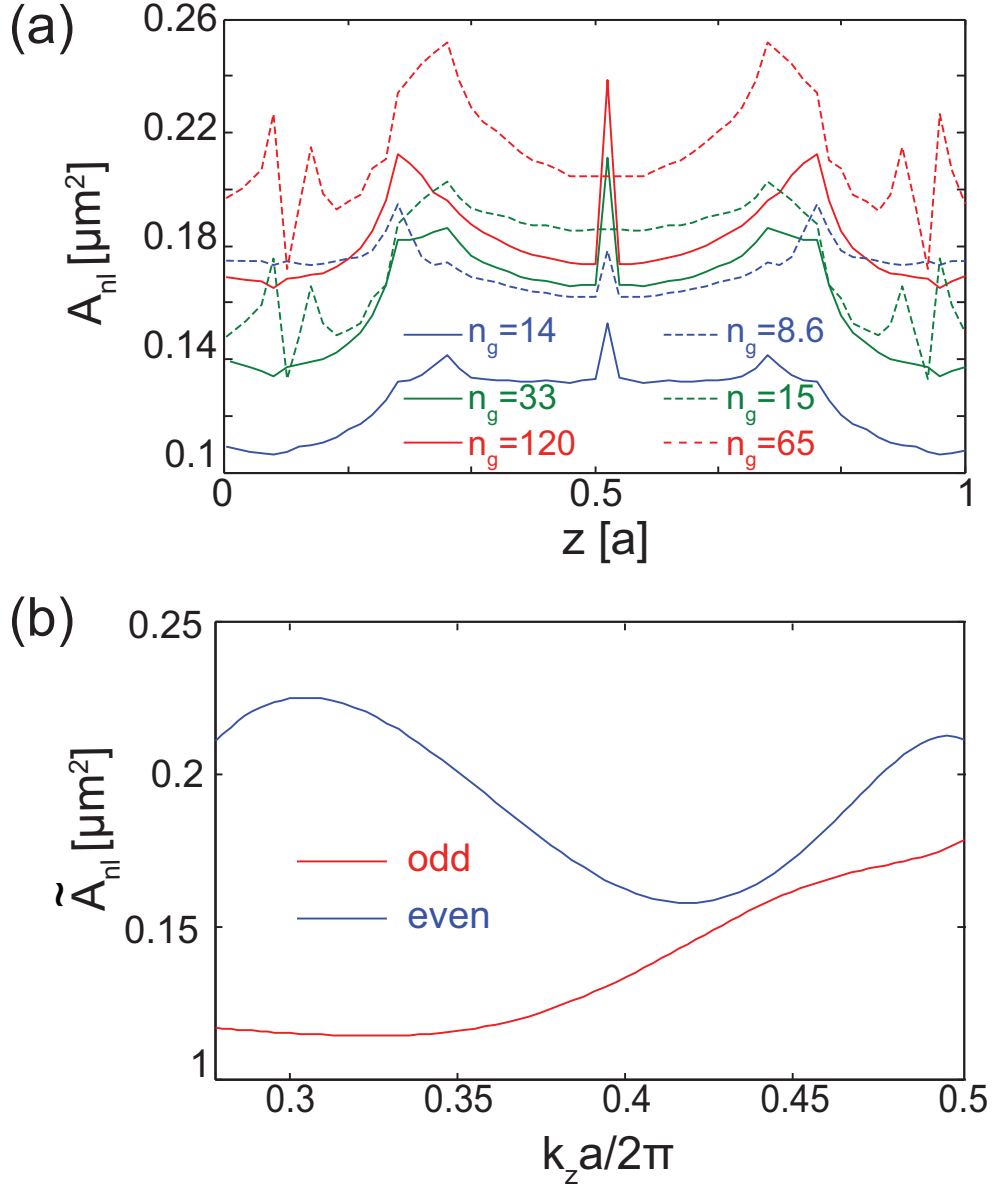 (a)
0.26
0.22
0.18
0.14
0.1
A_nl [μm²]
n_g=14
n_g=8.6
n_g=33
n_g=15
n_g=120
n_g=65
0
0.5
1
z [a]
(b)
0.25
0.2
0.15
1
Ã_nl [μm²]
odd
even
0.3
0.35
0.4
0.45
0.5
k_z a/2π